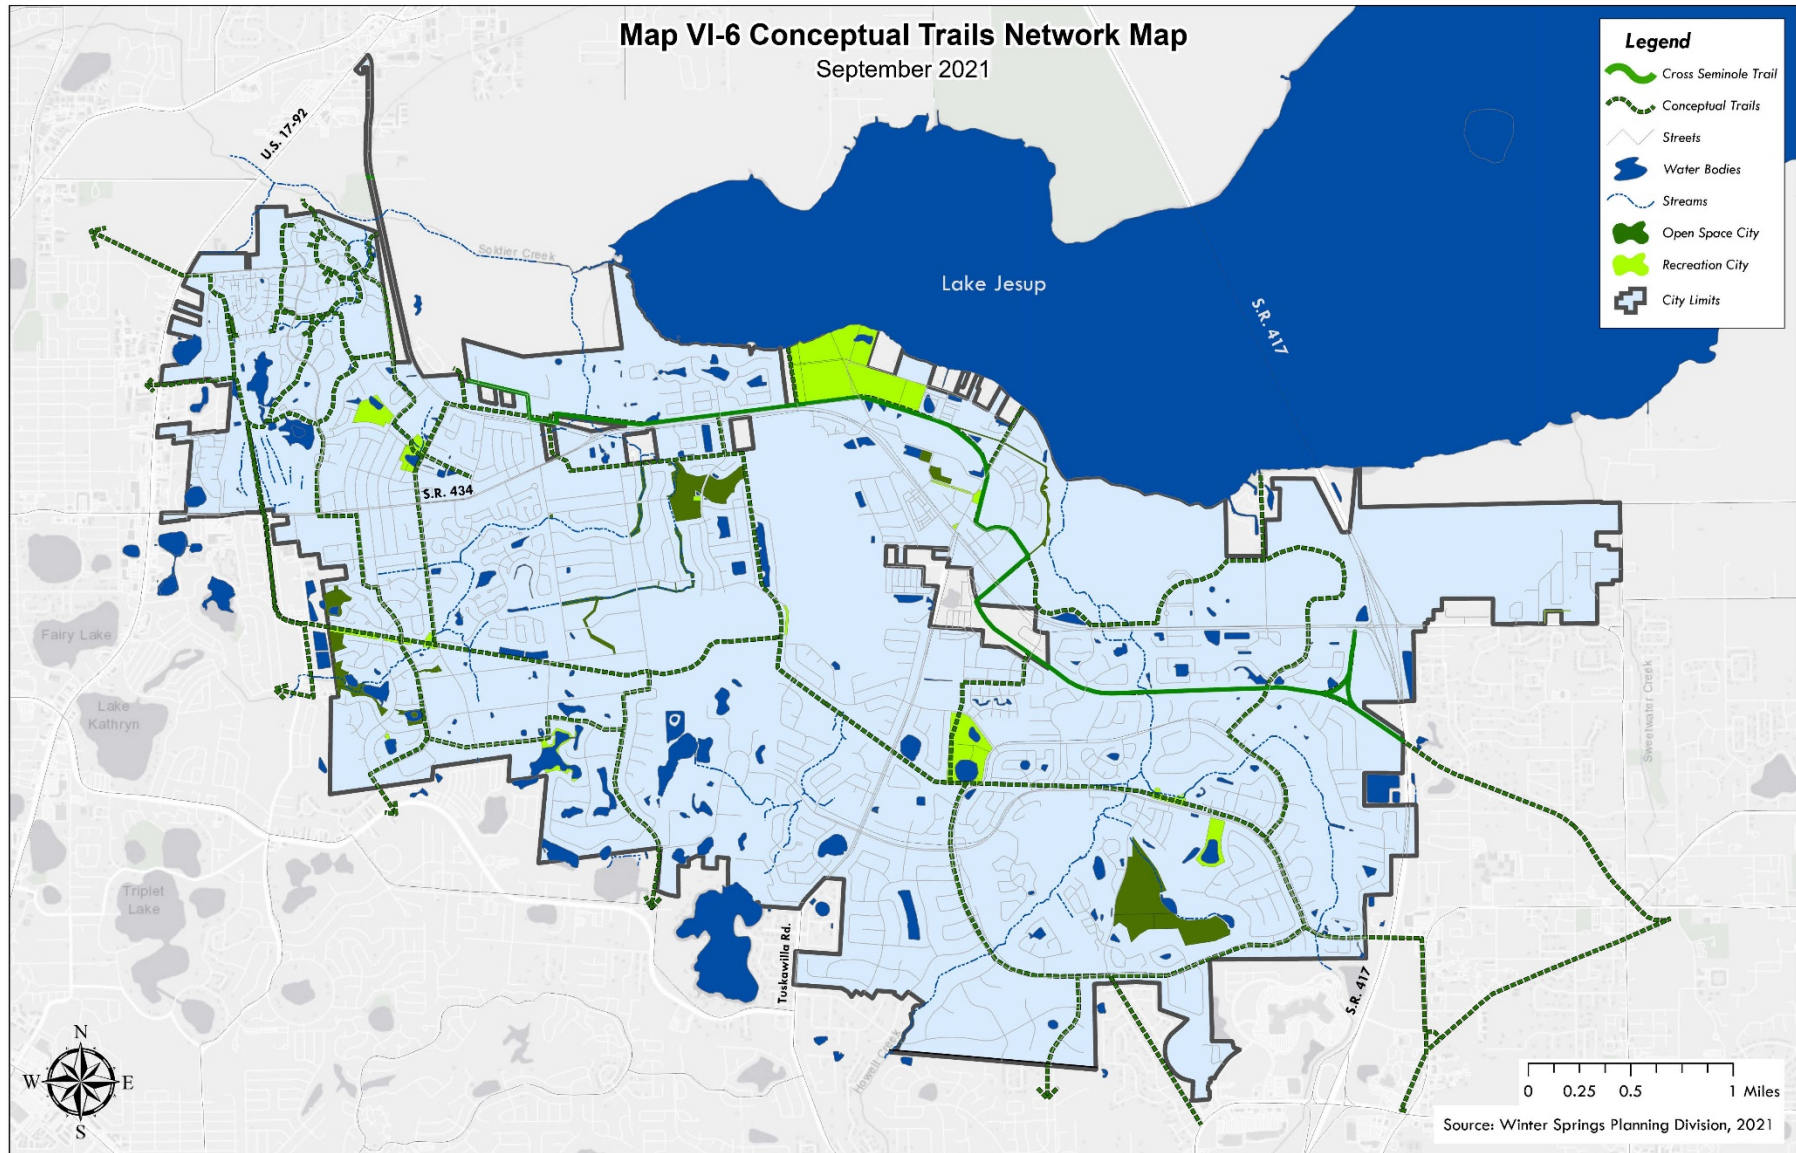 Map VI-6 Conceptual Trails Network Map
September 2021
Legend
Cross Seminole Trail
Conceptual Trails
Streets
Water Bodies
Streams
Open Space City
Recreation City
City Limits
U.S. 17-92
Soldier Creek
Lake Jesup
S.R. 417
S.R. 434
Fairy Lake
Lake
Kathryn
Sweetwater Creek
Triplet
Lake
Tuskawilla Rd.
S.R. 417
Howell Creek
N
W E
S
0 0.25 0.5 1 Miles
Source: Winter Springs Planning Division, 2021